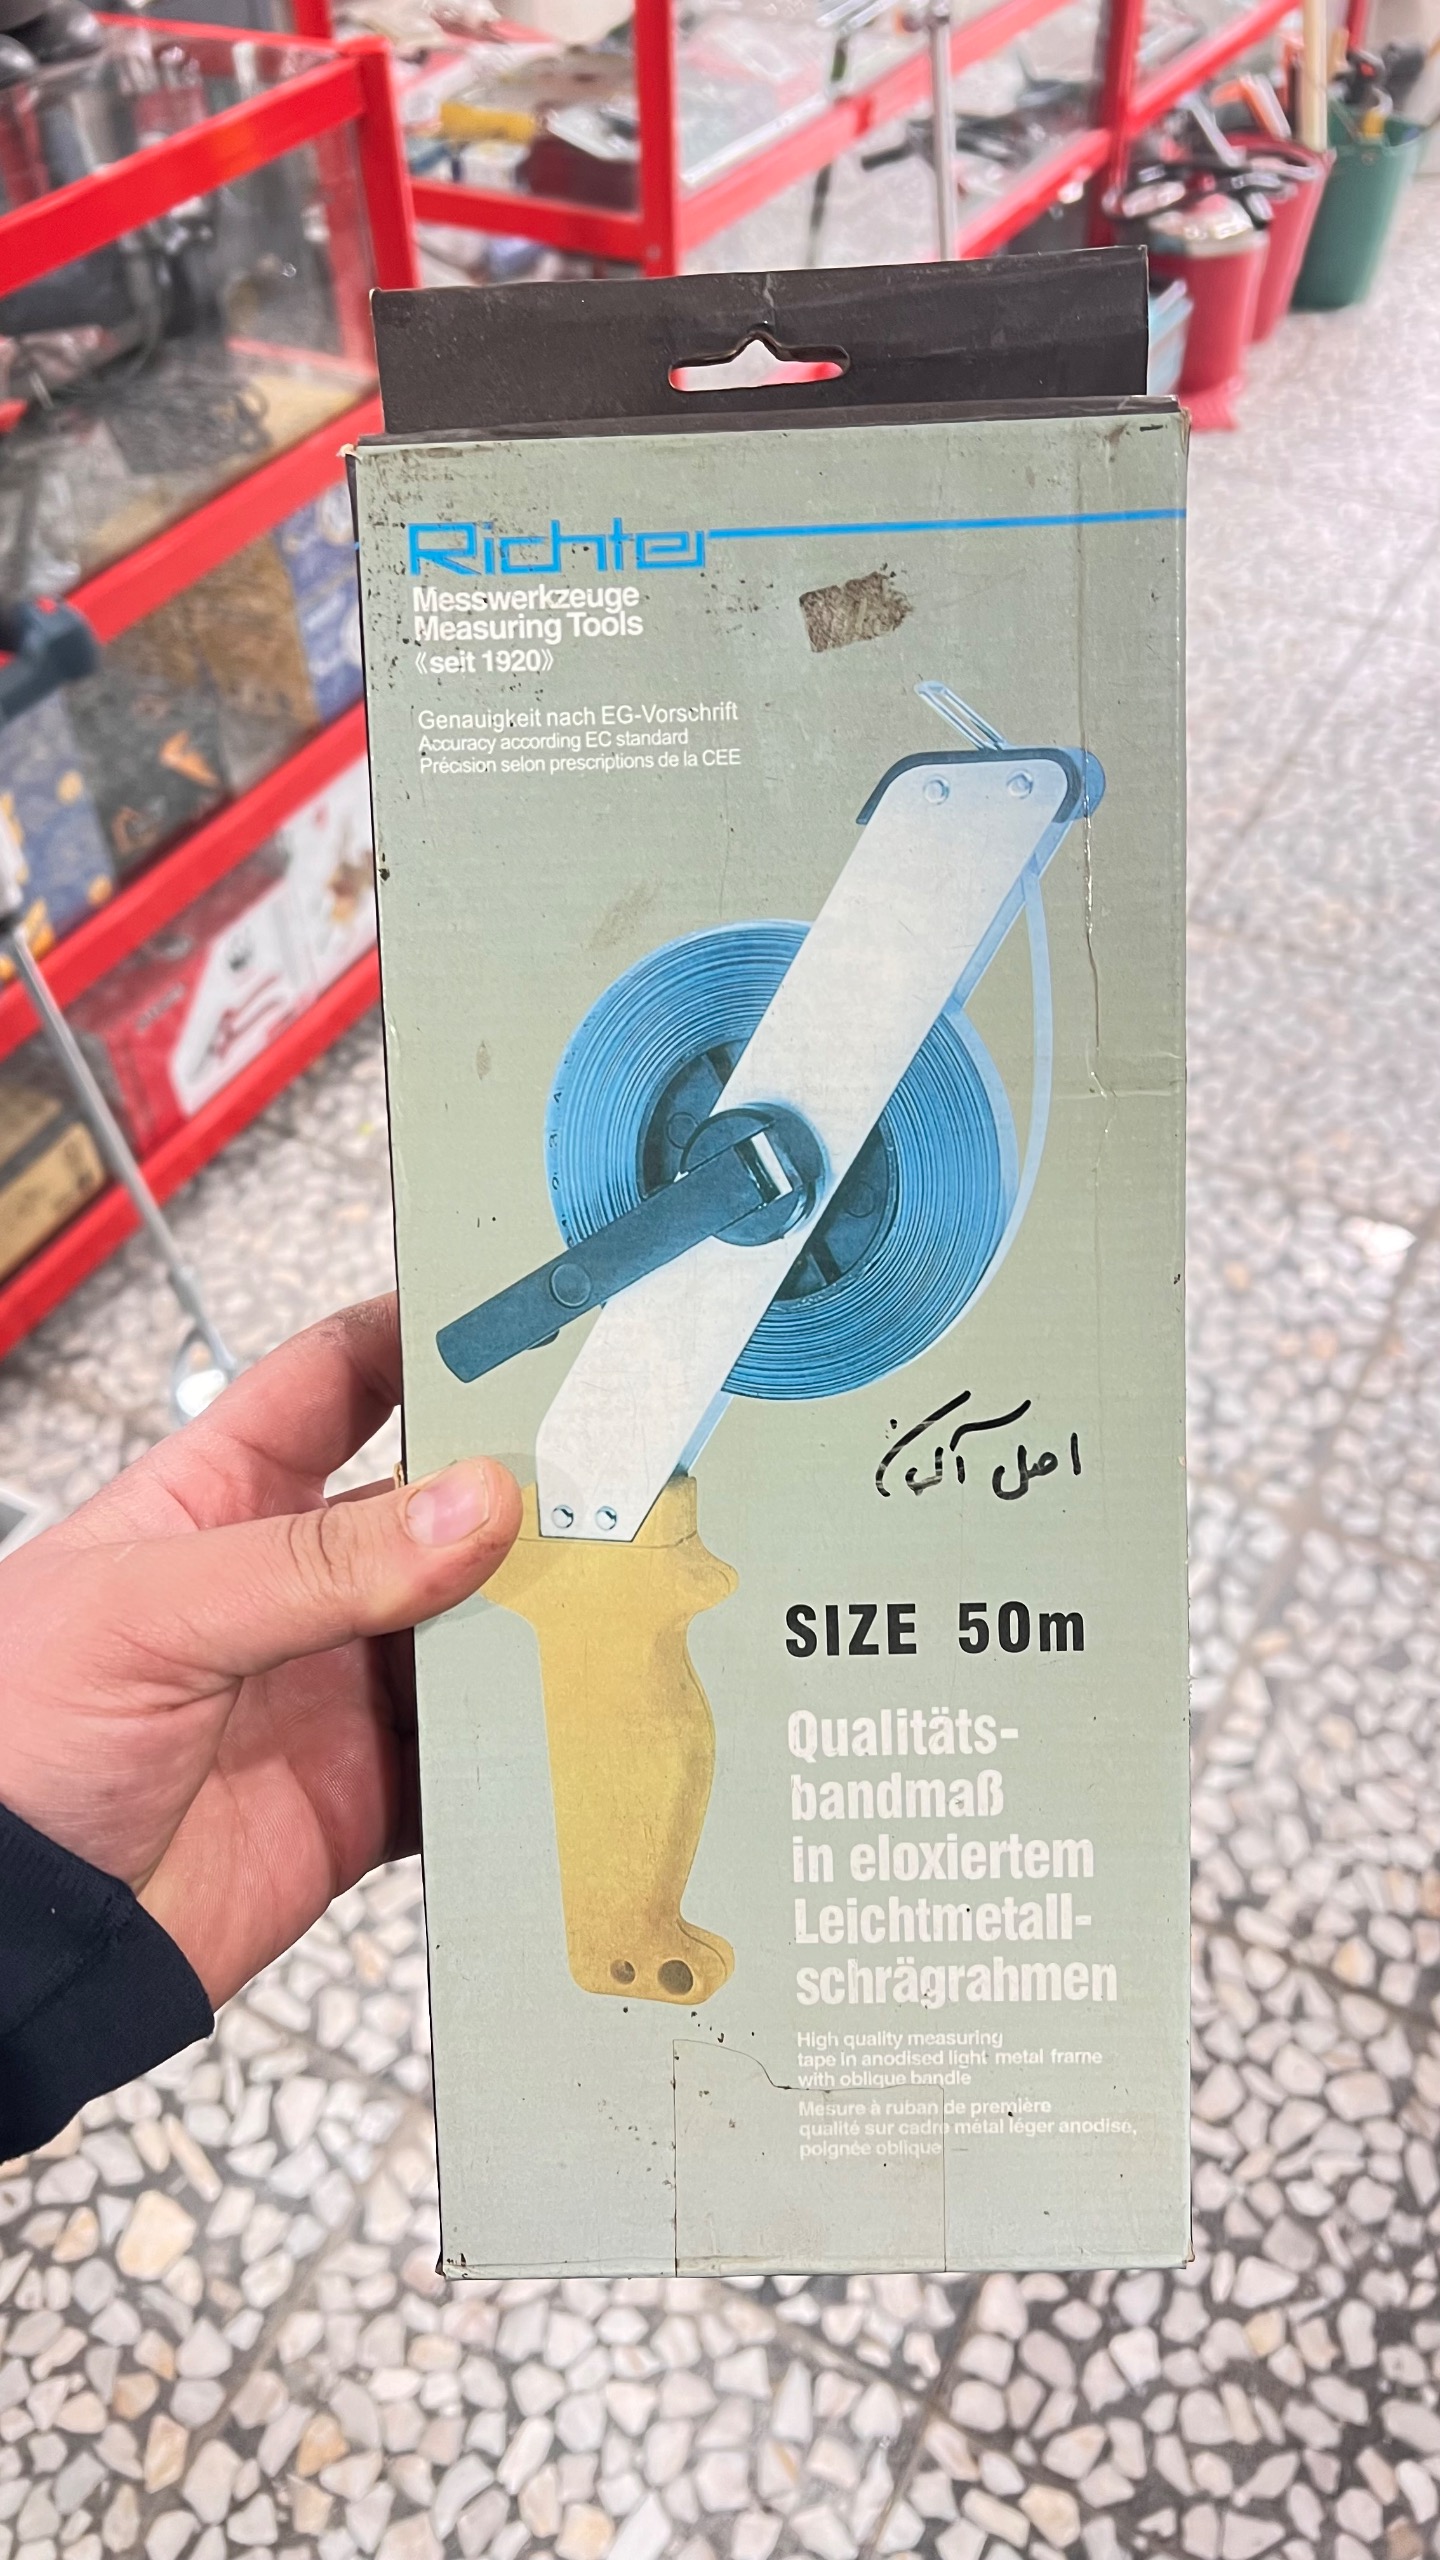 Richter
Messwerkzeuge
Measuring Tools
《seit 1920》
Genauigkeit nach EG-Vorschrift
Accuracy according EC standard
Précision selon prescriptions de la CEE
اصل آلمان
SIZE 50m
Qualitäts-
bandmaß
in eloxiertem
Leichtmetall-
schrägrahmen
High quality measuring
tape in anodised light metal frame
with oblique bandle
Mesure à ruban de première
qualité sur cadre métal léger anodisé,
poignée oblique